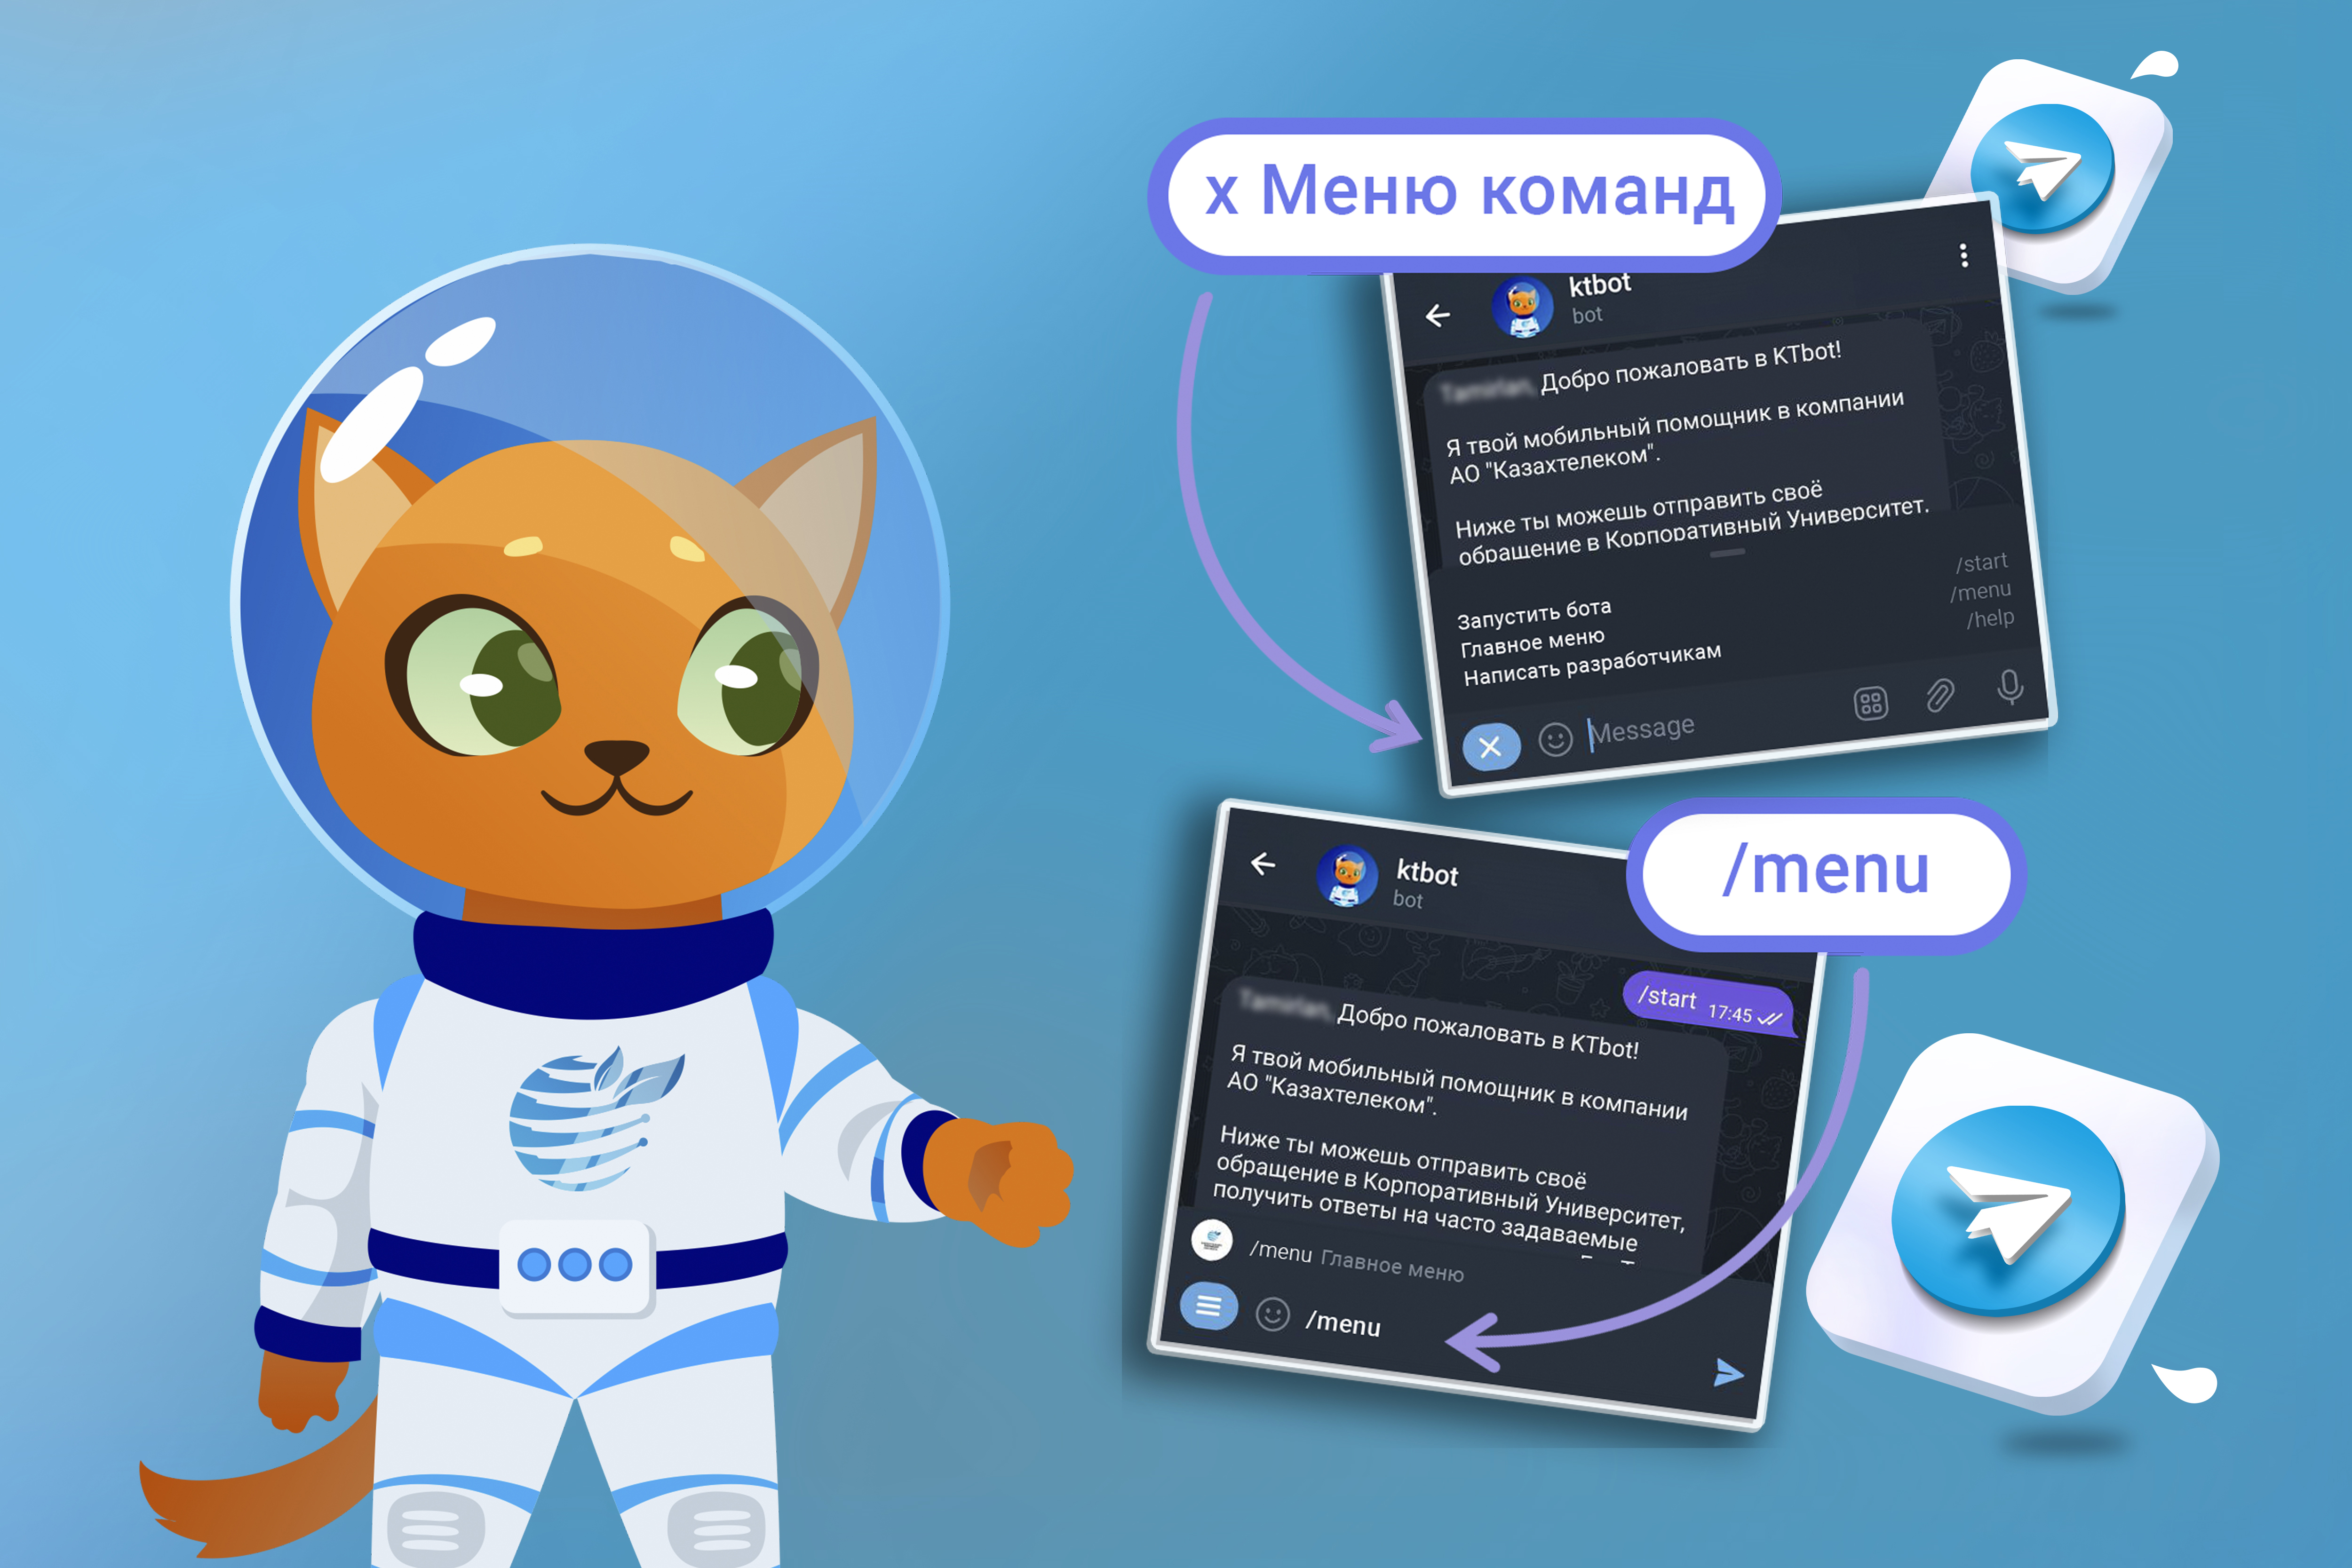 x Меню команд
ktbot
bot
Добро пожаловать в KTbot!
Я твой мобильный помощник в компании
АО "Казахтелеком".
Ниже ты можешь отправить своё
обращение в Корпоративный Университет,
Запустить бота /start
Главное меню /menu
Написать разработчикам /help
Message
/menu
ktbot
bot
/start 17:45
Добро пожаловать в KTbot!
Я твой мобильный помощник в компании
АО "Казахтелеком".
Ниже ты можешь отправить своё
обращение в Корпоративный Университет,
получить ответы на часто задаваемые
/menu Главное меню
/menu